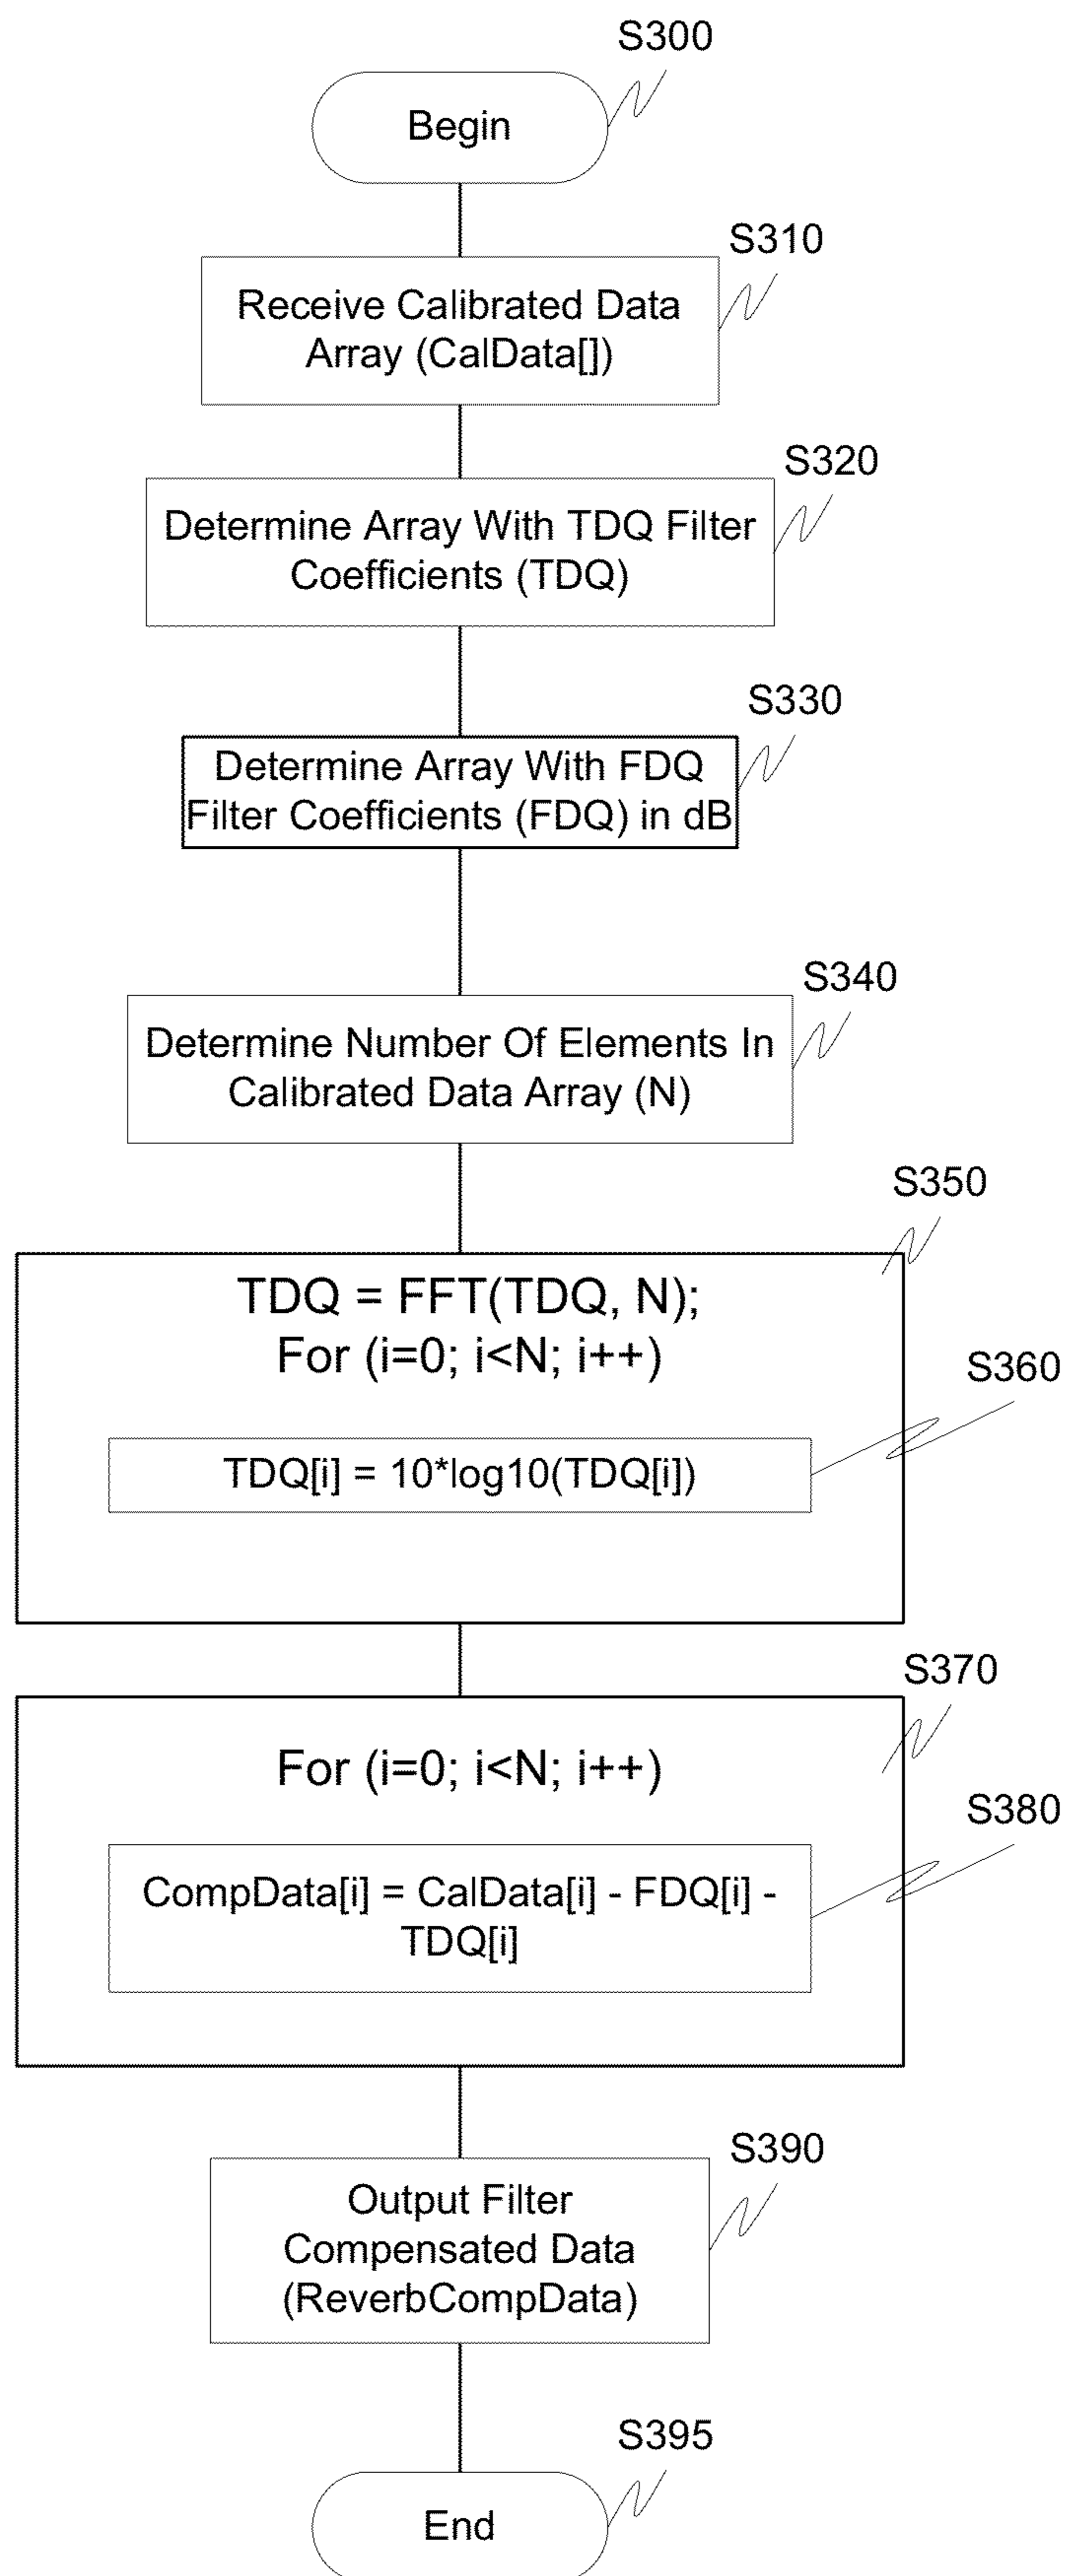 S300
Begin
S310
Receive Calibrated Data
Array (CalData[])
S320
Determine Array With TDQ Filter
Coefficients (TDQ)
S330
Determine Array With FDQ
Filter Coefficients (FDQ) in dB
S340
Determine Number Of Elements In
Calibrated Data Array (N)
S350
TDQ = FFT(TDQ, N);
For (i=0; i<N; i++)
S360
TDQ[i] = 10*log10(TDQ[i])
S370
For (i=0; i<N; i++)
S380
CompData[i] = CalData[i] - FDQ[i] -
TDQ[i]
S390
Output Filter
Compensated Data
(ReverbCompData)
S395
End